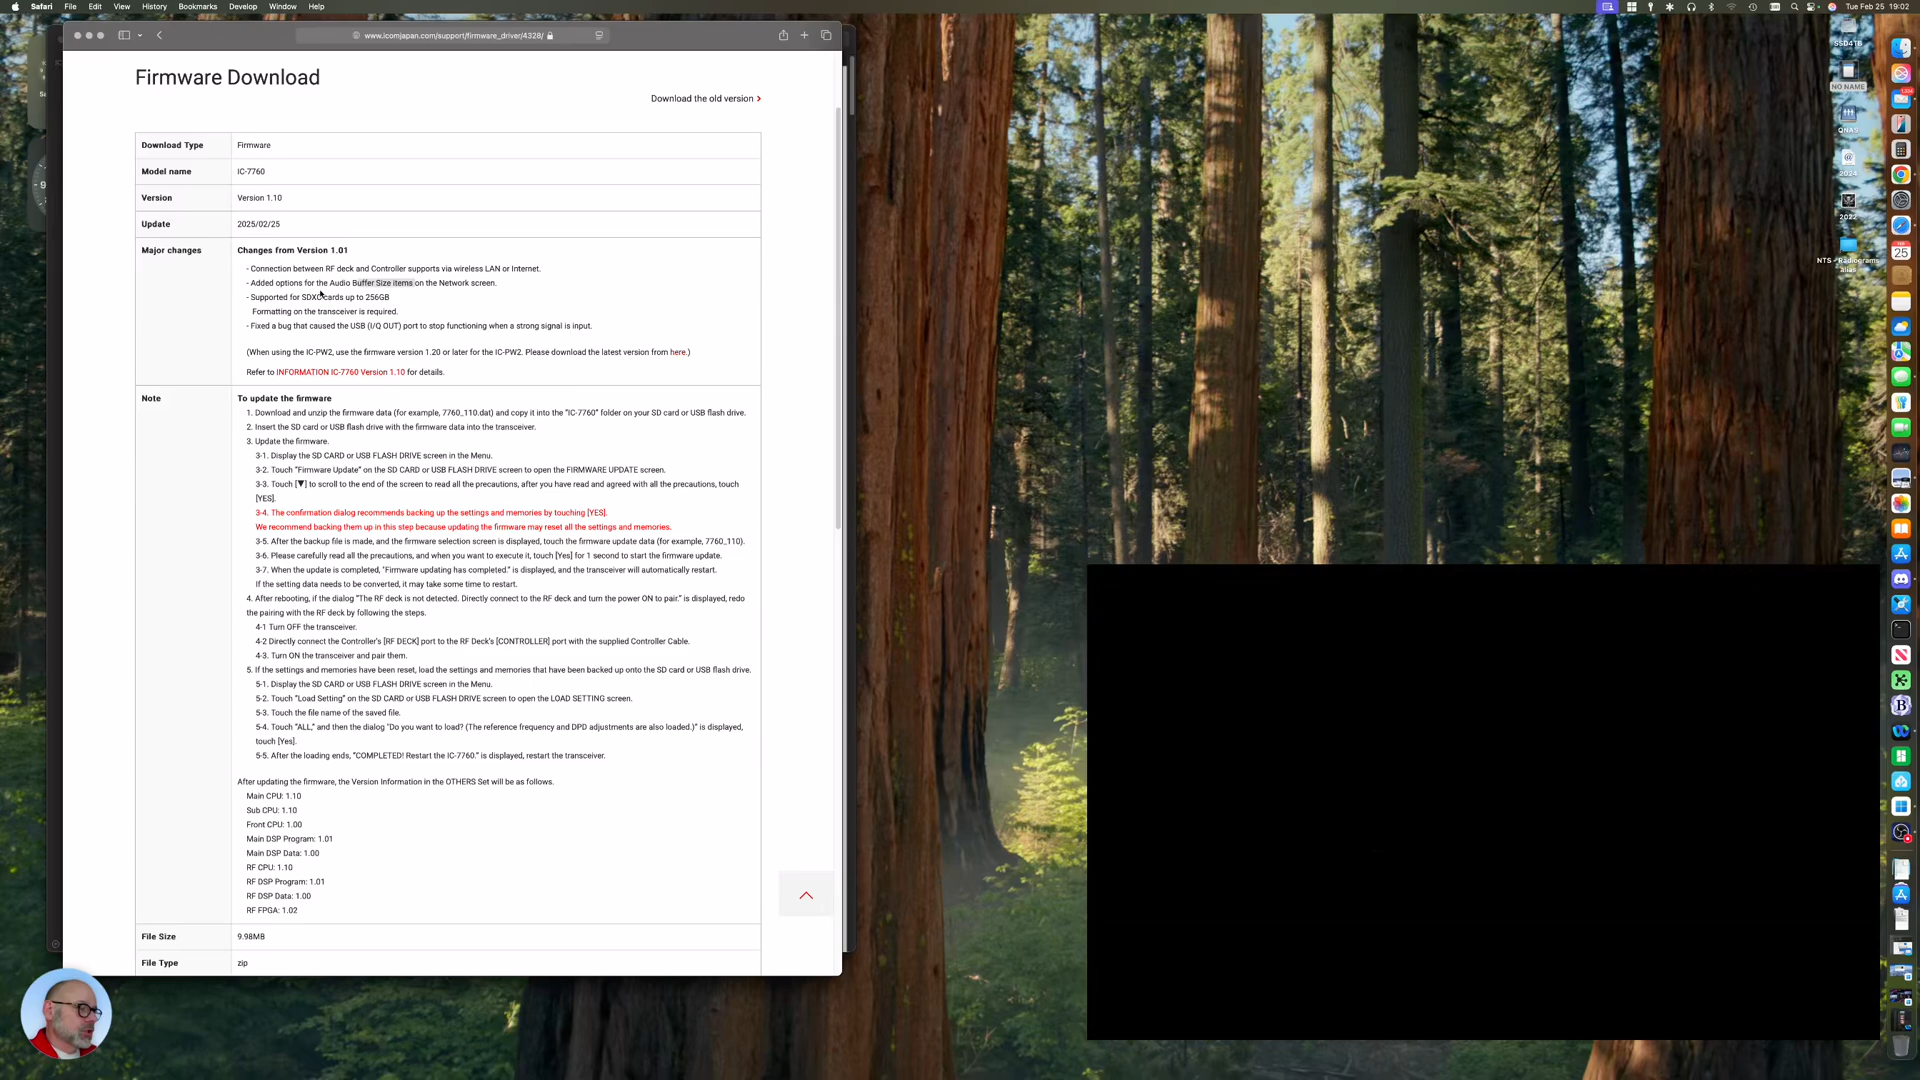 Safari File Edit View History Bookmarks Develop Window Help
Tue Feb 25 19:02
www.icomjapan.com/support/firmware_driver/4328/
Firmware Download
Download the old version
Download Type Firmware
Model name IC-7760
Version Version 1.10
Update 2025/02/25
Major changes Changes from Version 1.01
- Connection between RF deck and Controller supports via wireless LAN or Internet.
- Added options for the Audio Buffer Size items on the Network screen.
- Supported for SDXC cards up to 256GB
Formatting on the transceiver is required.
- Fixed a bug that caused the USB (I/Q OUT) port to stop functioning when a strong signal is input.
(When using the IC-PW2, use the firmware version 1.20 or later for the IC-PW2. Please download the latest version from here.)
Refer to INFORMATION IC-7760 Version 1.10 for details.
Note To update the firmware
1. Download and unzip the firmware data (for example, 7760_110.dat) and copy it into the "IC-7760" folder on your SD card or USB flash drive.
2. Insert the SD card or USB flash drive with the firmware data into the transceiver.
3. Update the firmware.
3-1. Display the SD CARD or USB FLASH DRIVE screen in the Menu.
3-2. Touch "Firmware Update" on the SD CARD or USB FLASH DRIVE screen to open the FIRMWARE UPDATE screen.
3-3. Touch [▼] to scroll to the end of the screen to read all the precautions, after you have read and agreed with all the precautions, touch
[YES].
3-4. The confirmation dialog recommends backing up the settings and memories by touching [YES].
We recommend backing them up in this step because updating the firmware may reset all the settings and memories.
3-5. After the backup file is made, and the firmware selection screen is displayed, touch the firmware update data (for example, 7760_110).
3-6. Please carefully read all the precautions, and when you want to execute it, touch [Yes] for 1 second to start the firmware update.
3-7. When the update is completed, "Firmware updating has completed." is displayed, and the transceiver will automatically restart.
If the setting data needs to be converted, it may take some time to restart.
4. After rebooting, if the dialog "The RF deck is not detected. Directly connect to the RF deck and turn the power ON to pair." is displayed, redo
the pairing with the RF deck by following the steps.
4-1 Turn OFF the transceiver.
4-2 Directly connect the Controller's [RF DECK] port to the RF Deck's [CONTROLLER] port with the supplied Controller Cable.
4-3. Turn ON the transceiver and pair them.
5. If the settings and memories have been reset, load the settings and memories that have been backed up onto the SD card or USB flash drive.
5-1. Display the SD CARD or USB FLASH DRIVE screen in the Menu.
5-2. Touch "Load Setting" on the SD CARD or USB FLASH DRIVE screen to open the LOAD SETTING screen.
5-3. Touch the file name of the saved file.
5-4. Touch "ALL," and then the dialog "Do you want to load? (The reference frequency and DPD adjustments are also loaded.)" is displayed,
touch [Yes].
5-5. After the loading ends, "COMPLETED! Restart the IC-7760." is displayed, restart the transceiver.
After updating the firmware, the Version Information in the OTHERS Set will be as follows.
Main CPU: 1.10
Sub CPU: 1.10
Front CPU: 1.00
Main DSP Program: 1.01
Main DSP Data: 1.00
RF CPU: 1.10
RF DSP Program: 1.01
RF DSP Data: 1.00
RF FPGA: 1.02
File Size 9.98MB
File Type zip
SSD4TB
NO NAME
QNAS
2024
2022
NTS - Radiograms
alias
25